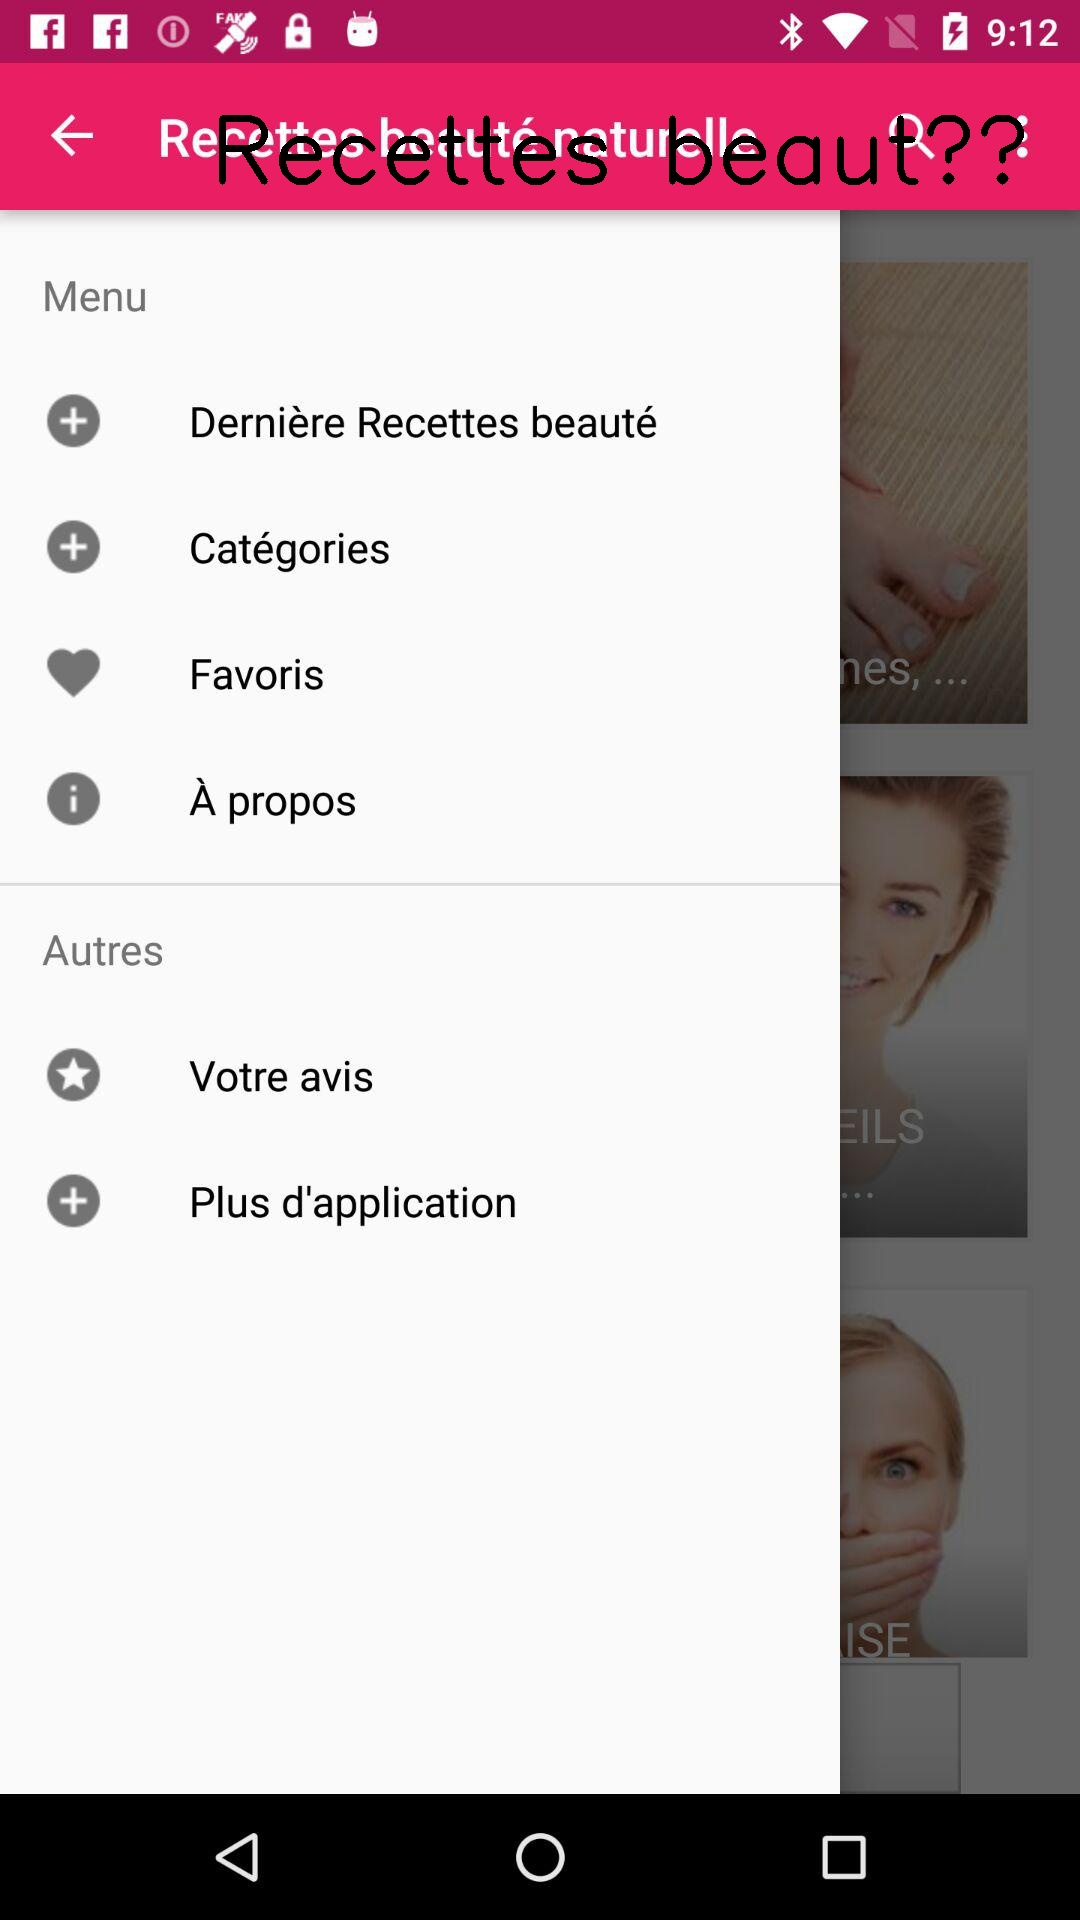 FAKE
9:12
Recettes beauté naturelle
Recettes beaut??
Menu
Dernière Recettes beauté
Catégories
nes, ...
Favoris
À propos
Autres
Votre avis
EILS
...
Plus d'application
ISE